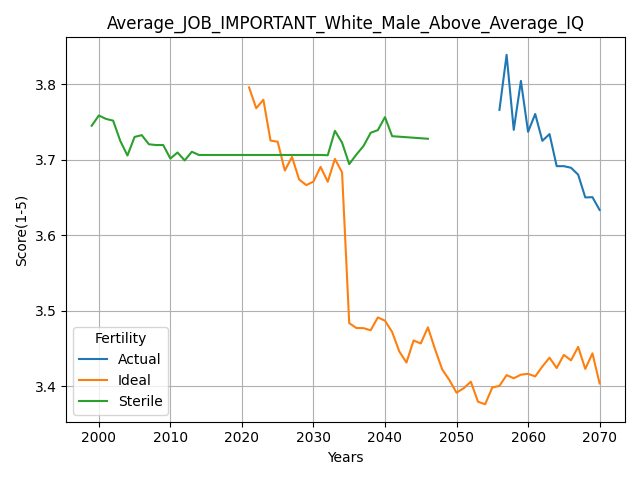 Average_JOB_IMPORTANT_White_Male_Above_Average_IQ
Score(1-5)
3.8
3.7
3.6
3.5
3.4
Fertility
Actual
Ideal
Sterile
2000 2010 2020 2030 2040 2050 2060 2070
Years